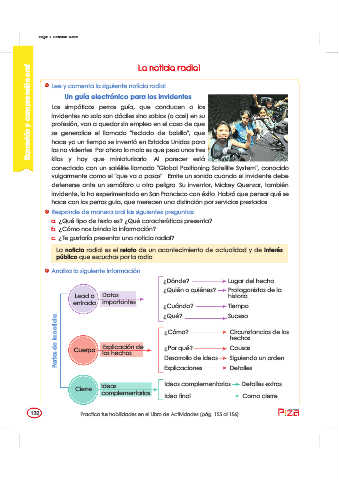 La noticia radial
Lee y comenta la siguiente noticia radial
Un guía electrónico para los invidentes
Los simpáticos perros guía, que conducen a los
invidentes no solo son dóciles sino sabios (o casi) en su
profesión, van a quedar sin empleo en el caso de que
se generalice el llamado "Teclado de bolsillo", que
hace ya un tiempo se inventó en Estados Unidos para
los no videntes. Por ahora lo malo es que pesa unos tres
kilos y hay que miniaturizarlo. Al parecer está
conectado con un satélite llamado "Global Positioning Satellite System", conocido
vulgarmente como el "que va a pasar". Emite un sonido cuando el invidente debe
detenerse ante un semáforo u otro peligro. Su inventor, Mickey Quenzar, también
invidente, lo ha experimentado en San Francisco con éxito. Habrá que pensar qué se
hace con los perros guía, que merecen una distinción por servicios prestados.
Responde de manera oral las siguientes preguntas:
a. ¿Qué tipo de texto es? ¿Qué características presenta?
b. ¿Cómo nos brinda la información?
c. ¿Te gustaría presentar una noticia radial?
La noticia radial es el relato de un acontecimiento de actualidad y de interés
público que escuchas por la radio
Analiza la siguiente información
Partes de la noticia
Lead o
entrada
Datos
importantes
¿Dónde?
Lugar del hecho
¿Quién o quiénes?
Protagonistas de la
historia
¿Cuándo?
Tiempo
¿Qué?
Suceso
Cuerpo
Explicación de
los hechos
¿Cómo?
Circunstancias de los
hechos
¿Por qué?
Causas
Desarrollo de ideas
Siguiendo un orden
Explicaciones
Detalles
Cierre
Ideas
complementarias
Ideas complementarias
Detalles extras
Idea final
Como cierre
132
Practica tus habilidades en el Libro de Actividades (pág. 153 al 156)